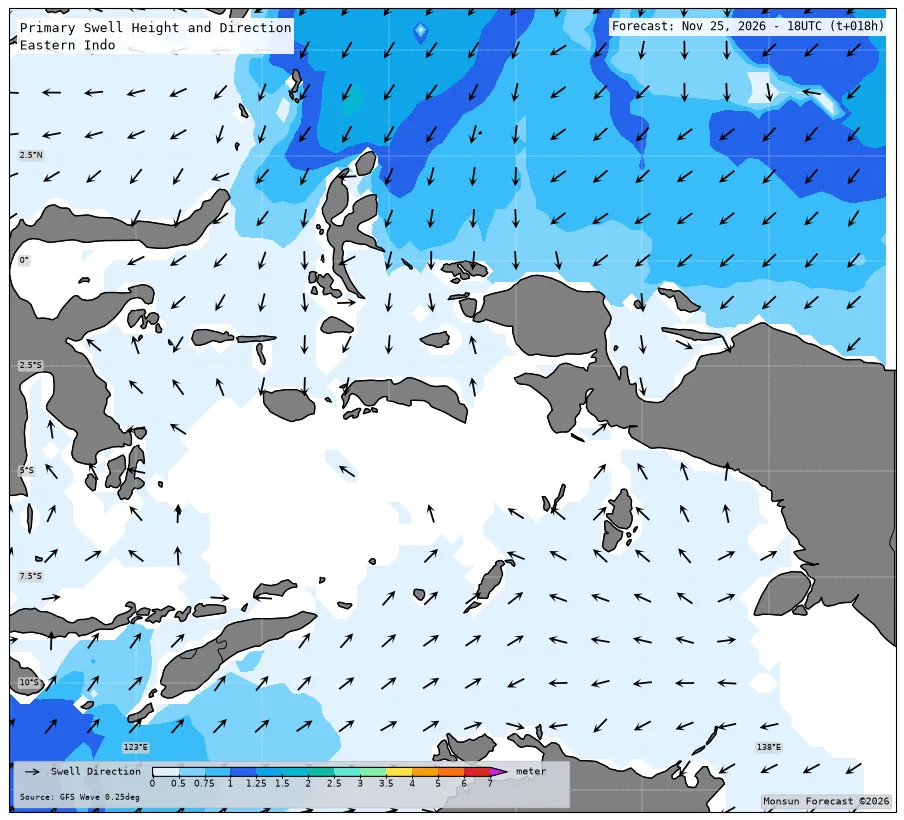 Primary Swell Height and Direction
Eastern Indo
Forecast: Nov 25, 2026 - 18UTC (t+018h)
2.5°N
0°
2.5°S
5°S
7.5°S
10°S
123°E
138°E
Swell Direction
meter
0 0.5 0.75 1 1.25 1.5 2 2.5 3 3.5 4 5 6 7
Source: GFS Wave 0.25deg
Monsun Forecast ©2026